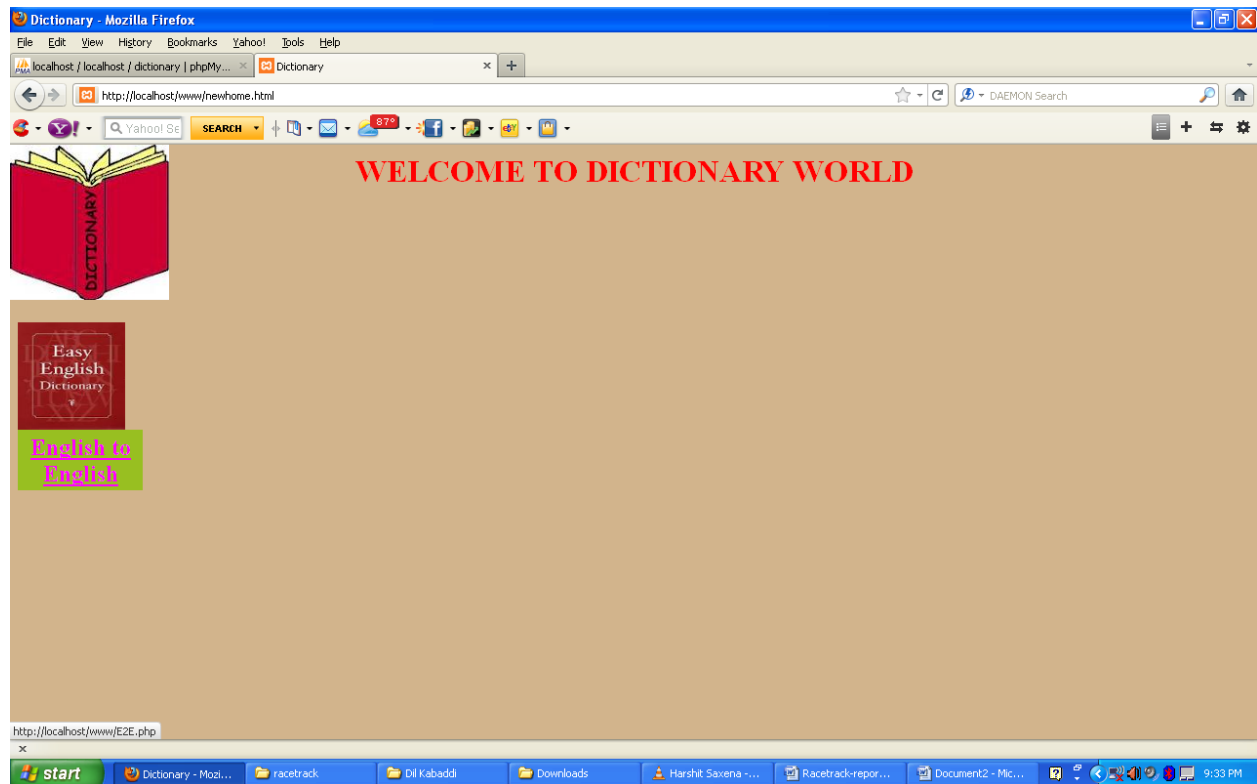 Dictionary - Mozilla Firefox
File Edit View History Bookmarks Yahoo! Tools Help
localhost / localhost / dictionary | phpMy...
Dictionary
http://localhost/www/newhome.html
DAEMON Search
Yahoo! Se
SEARCH
87°
DICTIONARY
WELCOME TO DICTIONARY WORLD
Easy
English
Dictionary
English to
English
http://localhost/www/E2E.php
start
Dictionary - Mozi...
racetrack
Dil Kabaddi
Downloads
Harshit Saxena -...
Racetrack-repor...
Document2 - Mic...
9:33 PM